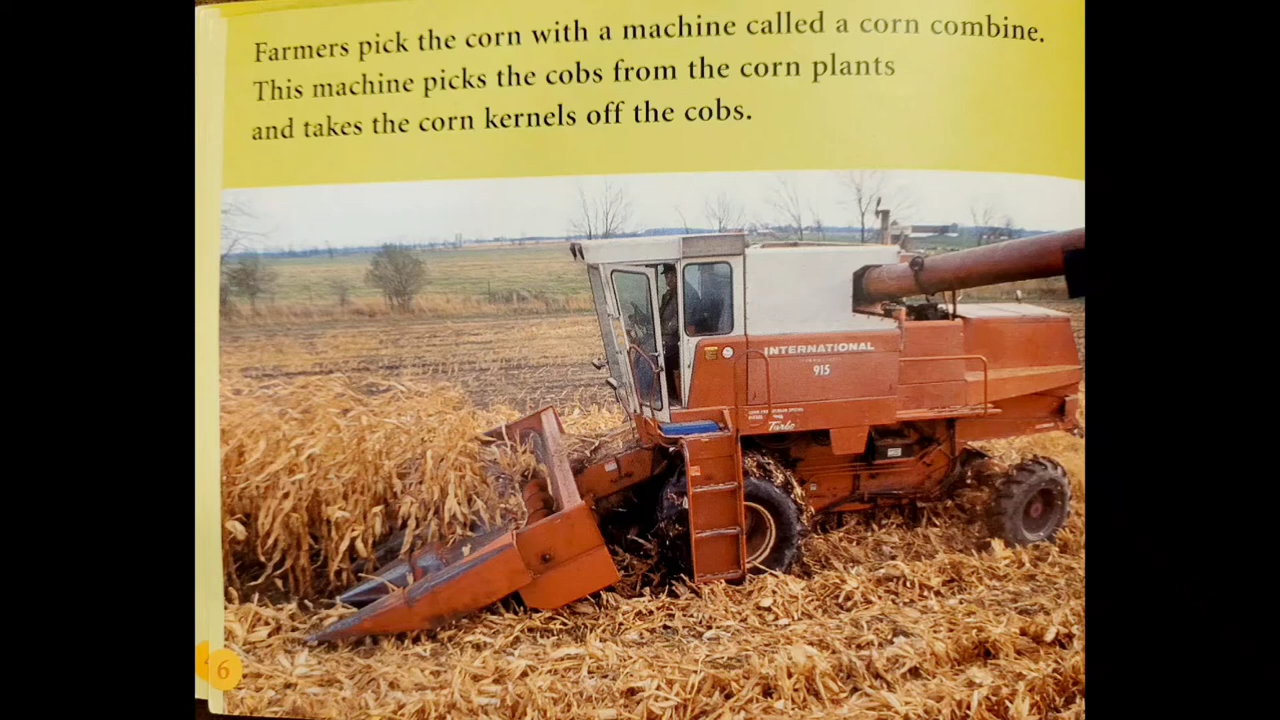 Farmers pick the corn with a machine called a corn combine.
This machine picks the cobs from the corn plants
and takes the corn kernels off the cobs.
INTERNATIONAL
915
Turbo
6